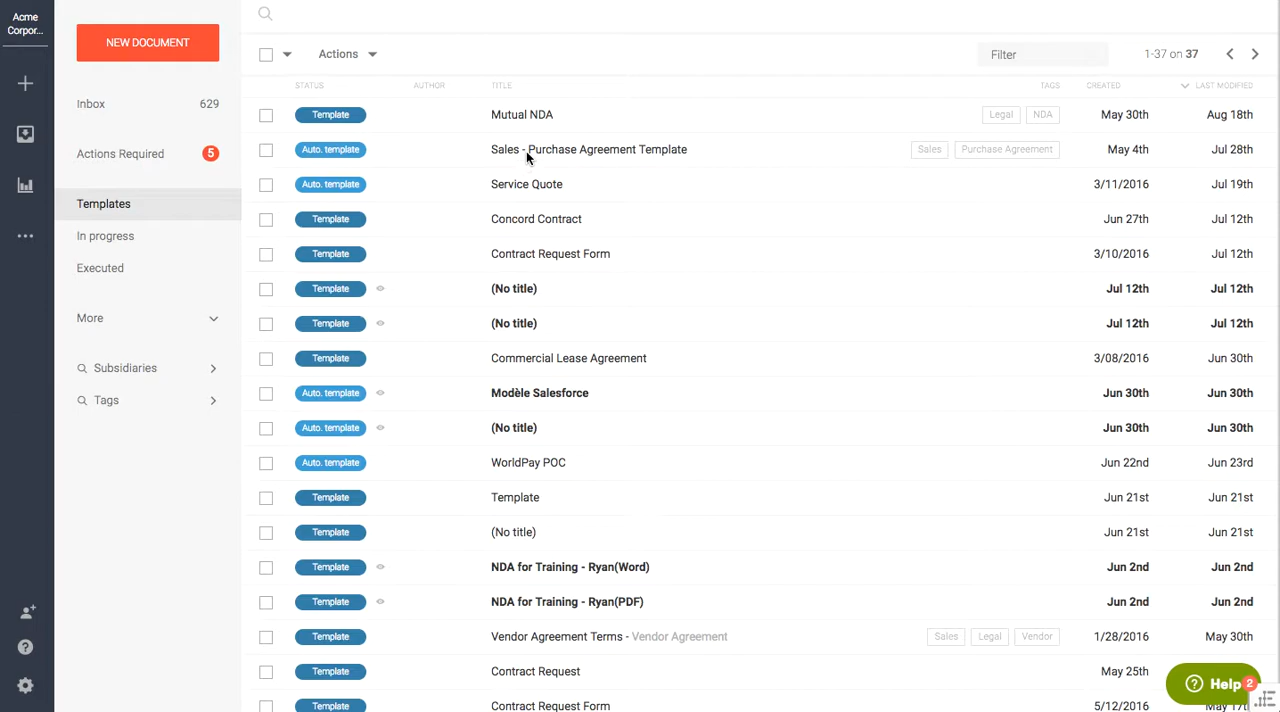 Acme
Corpor...
NEW DOCUMENT
Inbox 629
Actions Required 5
Templates
In progress
Executed
More
Subsidiaries
Tags
Actions
Filter
1-37 on 37
STATUS AUTHOR TITLE TAGS CREATED LAST MODIFIED
Template Mutual NDA Legal NDA May 30th Aug 18th
Auto. template Sales - Purchase Agreement Template Sales Purchase Agreement May 4th Jul 28th
Auto. template Service Quote 3/11/2016 Jul 19th
Template Concord Contract Jun 27th Jul 12th
Template Contract Request Form 3/10/2016 Jul 12th
Template (No title) Jul 12th Jul 12th
Template (No title) Jul 12th Jul 12th
Template Commercial Lease Agreement 3/08/2016 Jun 30th
Auto. template Modèle Salesforce Jun 30th Jun 30th
Auto. template (No title) Jun 30th Jun 30th
Auto. template WorldPay POC Jun 22nd Jun 23rd
Template Template Jun 21st Jun 21st
Template (No title) Jun 21st Jun 21st
Template NDA for Training - Ryan(Word) Jun 2nd Jun 2nd
Template NDA for Training - Ryan(PDF) Jun 2nd Jun 2nd
Template Vendor Agreement Terms - Vendor Agreement Sales Legal Vendor 1/28/2016 May 30th
Template Contract Request May 25th
Template Contract Request Form 5/12/2016 May 17th
Help 2